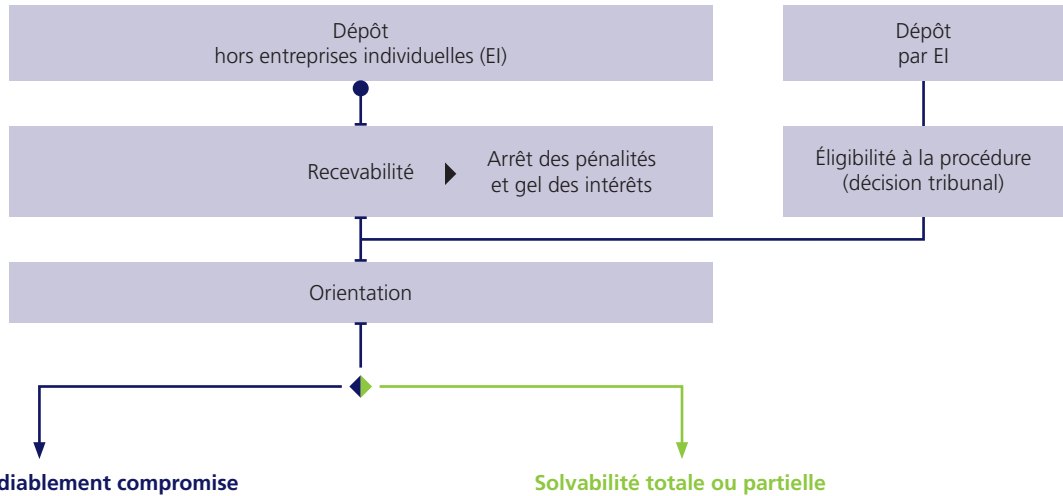 Dépôt
hors entreprises individuelles (EI)
Dépôt
par EI
Recevabilité
Arrêt des pénalités
et gel des intérêts
Éligibilité à la procédure
(décision tribunal)
Orientation
diablement compromise
Solvabilité totale ou partielle